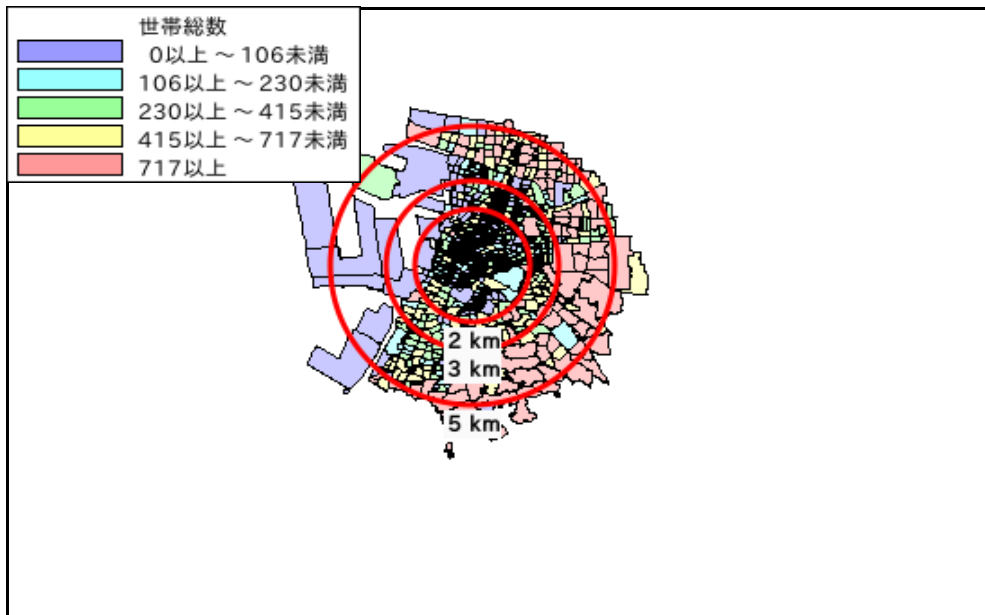 世帯総数
0以上 ～ 106未満
106以上 ～ 230未満
230以上 ～ 415未満
415以上 ～ 717未満
717以上
2 km
3 km
5 km